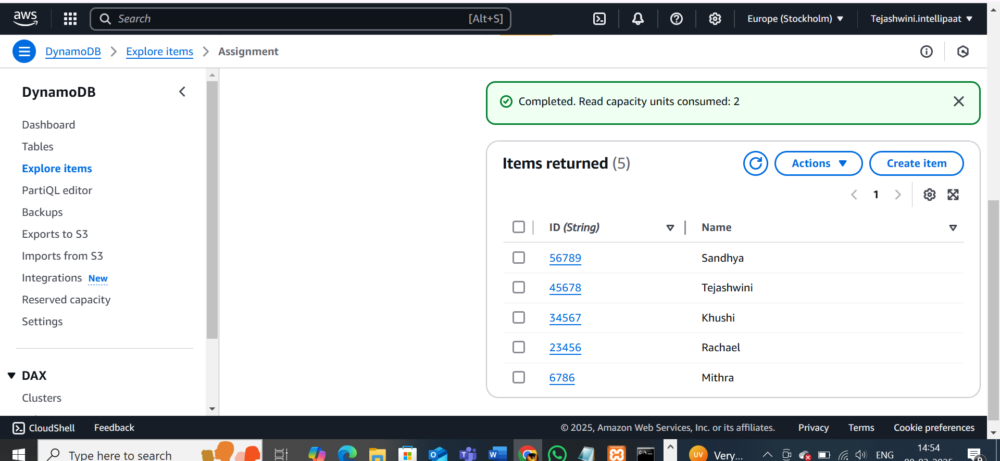 aws
Search [Alt+S]
Europe (Stockholm)
Tejashwini.intellipaat
DynamoDB
Explore items
Assignment
DynamoDB
Dashboard
Tables
Explore items
PartiQL editor
Backups
Exports to S3
Imports from S3
Integrations New
Reserved capacity
Settings
DAX
Clusters
Completed. Read capacity units consumed: 2
Items returned (5)
Actions
Create item
1
ID (String) Name
56789 Sandhya
45678 Tejashwini
34567 Khushi
23456 Rachael
6786 Mithra
CloudShell
Feedback
© 2025, Amazon Web Services, Inc. or its affiliates.
Privacy
Terms
Cookie preferences
Type here to search
UV
Very...
ENG
14:54